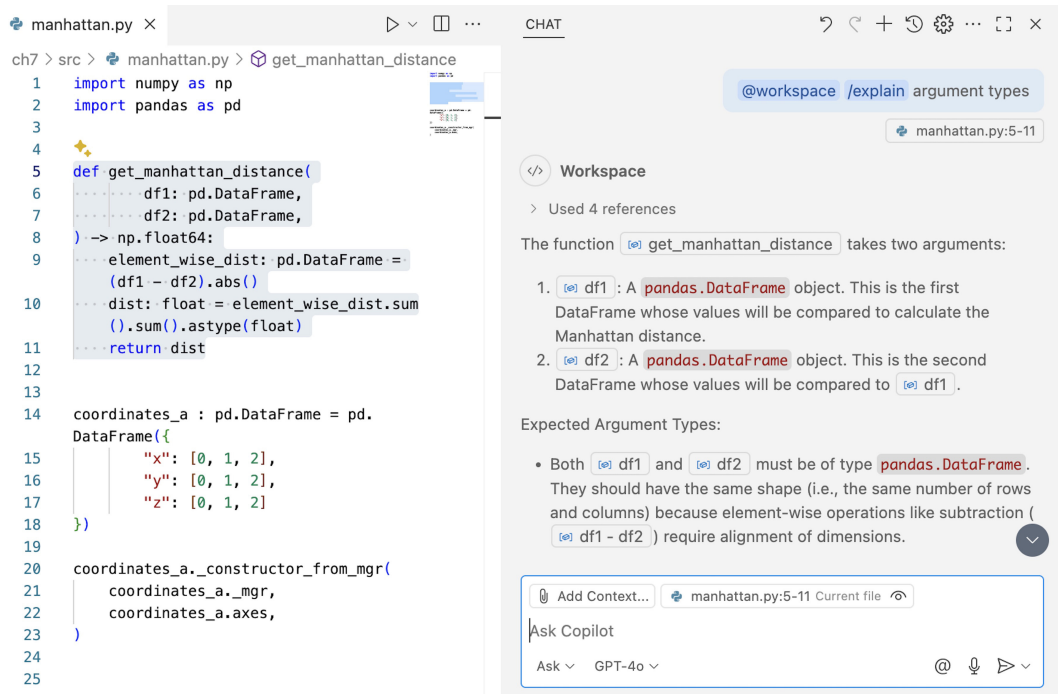 manhattan.py
ch7 > src > manhattan.py > get_manhattan_distance
1 import numpy as np
2 import pandas as pd
3
4
5 def get_manhattan_distance(
6 df1: pd.DataFrame,
7 df2: pd.DataFrame,
8 ) -> np.float64:
9 element_wise_dist: pd.DataFrame =
(df1 - df2).abs()
10 dist: float = element_wise_dist.sum
().sum().astype(float)
11 return dist
12
13
14 coordinates_a : pd.DataFrame = pd.
DataFrame({
15 "x": [0, 1, 2],
16 "y": [0, 1, 2],
17 "z": [0, 1, 2]
18 })
19
20 coordinates_a._constructor_from_mgr(
21 coordinates_a._mgr,
22 coordinates_a.axes,
23 )
24
25
CHAT
@workspace /explain argument types
manhattan.py:5-11
Workspace
> Used 4 references
The function get_manhattan_distance takes two arguments:
1. df1 : A pandas.DataFrame object. This is the first
DataFrame whose values will be compared to calculate the
Manhattan distance.
2. df2 : A pandas.DataFrame object. This is the second
DataFrame whose values will be compared to df1 .
Expected Argument Types:
• Both df1 and df2 must be of type pandas.DataFrame.
They should have the same shape (i.e., the same number of rows
and columns) because element-wise operations like subtraction (
df1 - df2 ) require alignment of dimensions.
Add Context... manhattan.py:5-11 Current file
Ask Copilot
Ask GPT-4o @